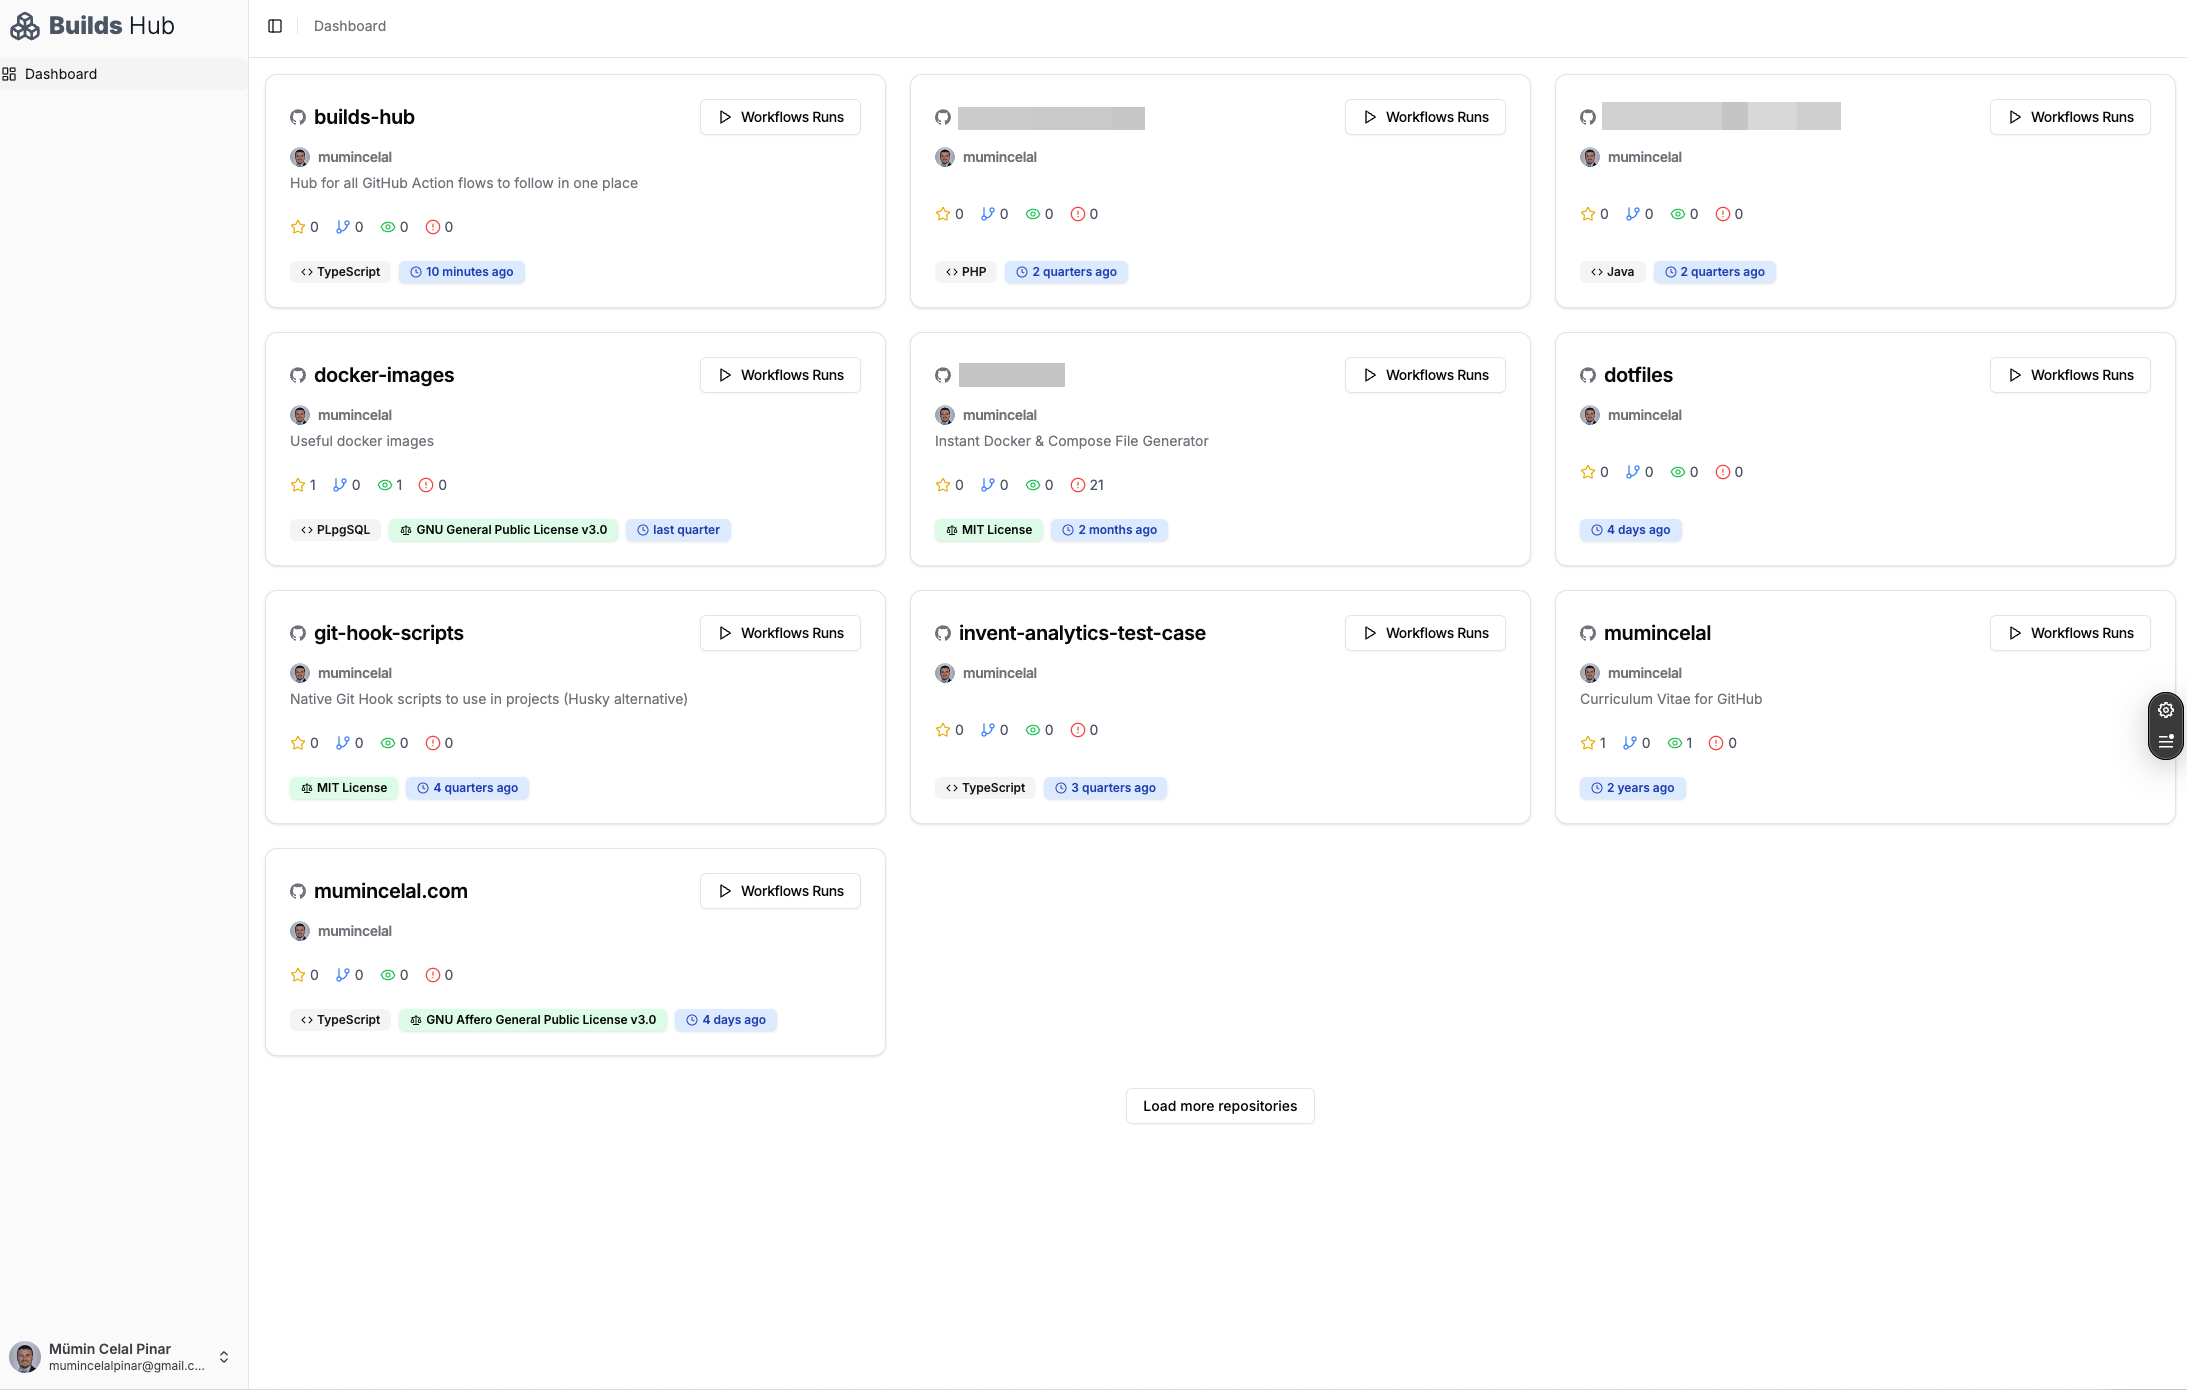 Builds Hub
Dashboard
Dashboard
builds-hub
Workflows Runs
mumincelal
Hub for all GitHub Action flows to follow in one place
0 0 0 0
TypeScript 10 minutes ago
Workflows Runs
mumincelal
0 0 0 0
PHP 2 quarters ago
Workflows Runs
mumincelal
0 0 0 0
Java 2 quarters ago
docker-images
Workflows Runs
mumincelal
Useful docker images
1 0 1 0
PLpgSQL GNU General Public License v3.0 last quarter
Workflows Runs
mumincelal
Instant Docker & Compose File Generator
0 0 0 21
MIT License 2 months ago
dotfiles
Workflows Runs
mumincelal
0 0 0 0
4 days ago
git-hook-scripts
Workflows Runs
mumincelal
Native Git Hook scripts to use in projects (Husky alternative)
0 0 0 0
MIT License 4 quarters ago
invent-analytics-test-case
Workflows Runs
mumincelal
0 0 0 0
TypeScript 3 quarters ago
mumincelal
Workflows Runs
mumincelal
Curriculum Vitae for GitHub
1 0 1 0
2 years ago
mumincelal.com
Workflows Runs
mumincelal
0 0 0 0
TypeScript GNU Affero General Public License v3.0 4 days ago
Load more repositories
Mümin Celal Pinar
mumincelalpinar@gmail.c...